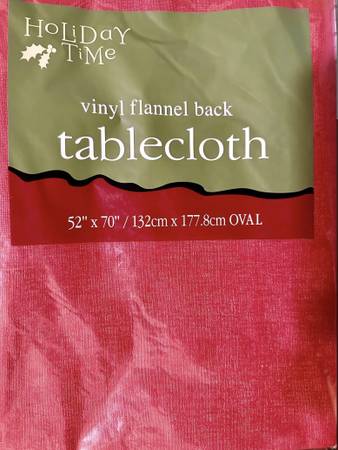 HOLiDAY
TiME
vinyl flannel back
tablecloth
52" x 70" / 132cm x 177.8cm OVAL